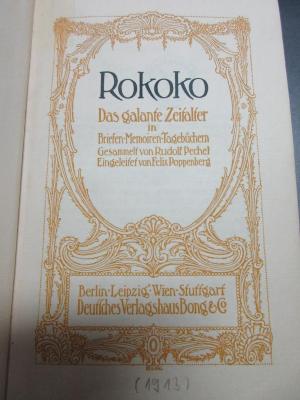 Rokoko
Das galante Zeitalter
in
Briefen-Memoiren-Tagebüchern
Gesammelt von Rudolf Pechel
Eingeleitet von Felix Poppenberg
Berlin-Leipzig-Wien-Stuttgart
Deutsches Verlagshaus Bong & Co
(1913)